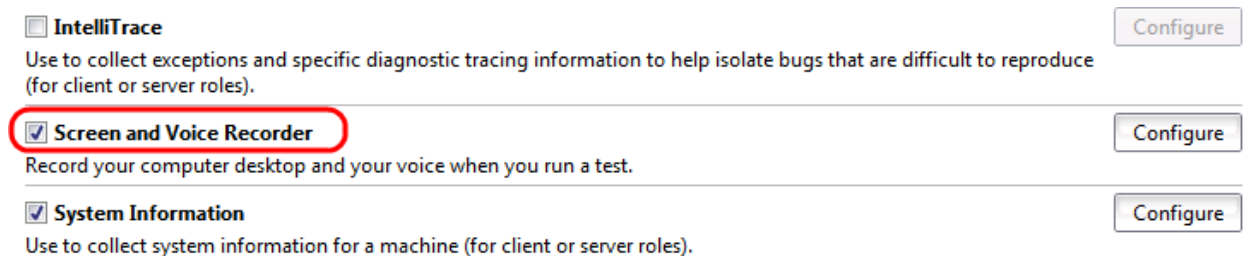 IntelliTrace Configure
Use to collect exceptions and specific diagnostic tracing information to help isolate bugs that are difficult to reproduce
(for client or server roles).
Screen and Voice Recorder Configure
Record your computer desktop and your voice when you run a test.
System Information Configure
Use to collect system information for a machine (for client or server roles).